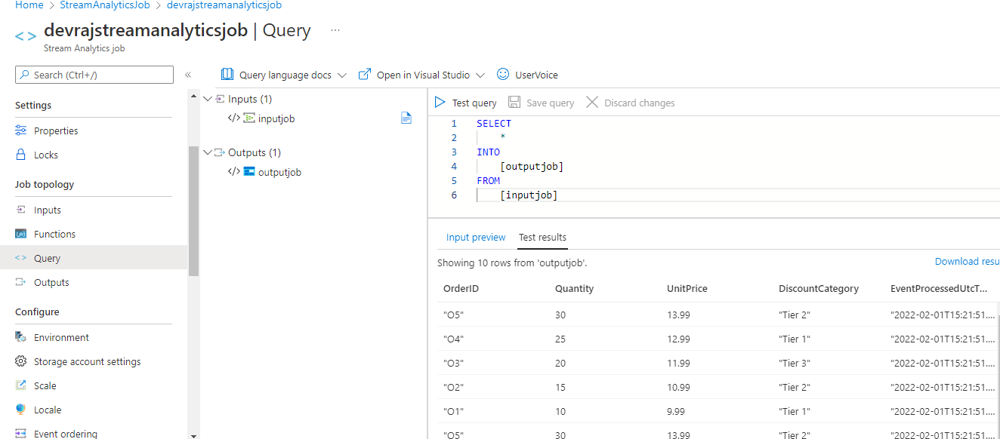 Home > StreamAnalyticsJob > devrajstreamanalyticsjob
devrajstreamanalyticsjob | Query ...
Stream Analytics job
Search (Ctrl+/) «
Settings
Properties
Locks
Job topology
Inputs
Functions
Query
Outputs
Configure
Environment
Storage account settings
Scale
Locale
Event ordering
Query language docs
Open in Visual Studio
UserVoice
Inputs (1)
</> inputjob
Outputs (1)
</> outputjob
Test query
Save query
Discard changes
1 SELECT
2 *
3 INTO
4 [outputjob]
5 FROM
6 [inputjob]
Input preview
Test results
Showing 10 rows from 'outputjob'.
Download resu
OrderID Quantity UnitPrice DiscountCategory EventProcessedUtcT...
"O5" 30 13.99 "Tier 2" "2022-02-01T15:21:51....
"O4" 25 12.99 "Tier 1" "2022-02-01T15:21:51....
"O3" 20 11.99 "Tier 3" "2022-02-01T15:21:51....
"O2" 15 10.99 "Tier 2" "2022-02-01T15:21:51....
"O1" 10 9.99 "Tier 1" "2022-02-01T15:21:51....
"O5" 30 13.99 "Tier 2" "2022-02-01T15:21:51....